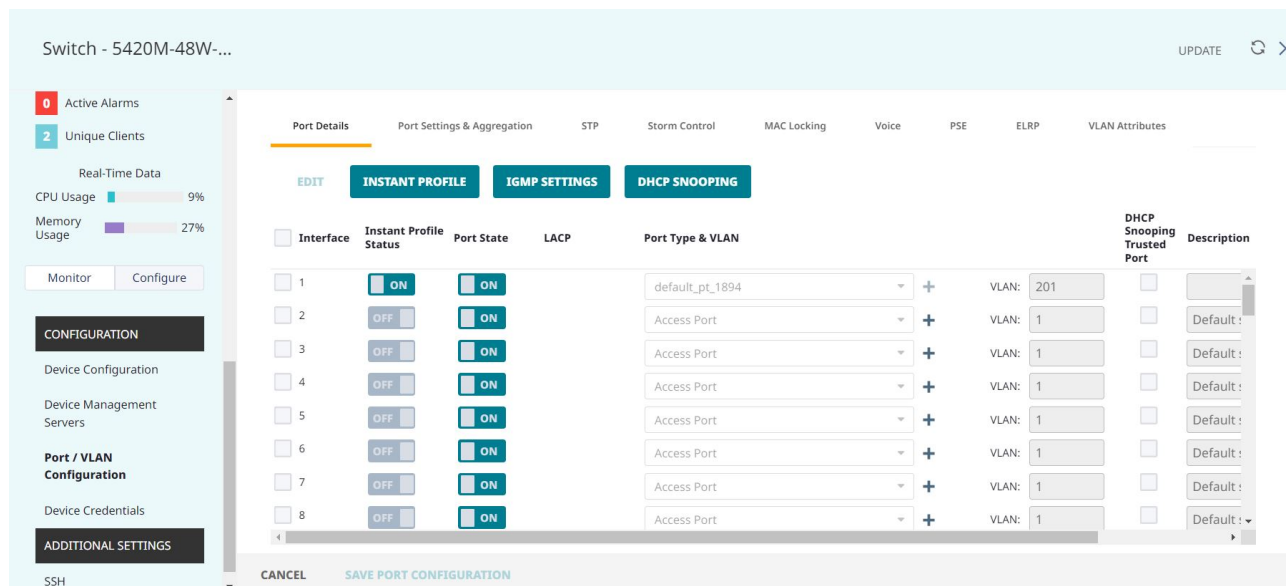 Switch - 5420M-48W-...
UPDATE
0 Active Alarms
2 Unique Clients
Real-Time Data
CPU Usage 9%
Memory Usage 27%
Monitor Configure
CONFIGURATION
Device Configuration
Device Management
Servers
Port / VLAN
Configuration
Device Credentials
ADDITIONAL SETTINGS
SSH
Port Details Port Settings & Aggregation STP Storm Control MAC Locking Voice PSE ELRP VLAN Attributes
EDIT INSTANT PROFILE IGMP SETTINGS DHCP SNOOPING
Interface Instant Profile Status Port State LACP Port Type & VLAN DHCP Snooping Trusted Port Description
1 ON ON default_pt_1894 + VLAN: 201
2 OFF ON Access Port + VLAN: 1 Default s
3 OFF ON Access Port + VLAN: 1 Default s
4 OFF ON Access Port + VLAN: 1 Default s
5 OFF ON Access Port + VLAN: 1 Default s
6 OFF ON Access Port + VLAN: 1 Default s
7 OFF ON Access Port + VLAN: 1 Default s
8 OFF ON Access Port + VLAN: 1 Default s
CANCEL SAVE PORT CONFIGURATION